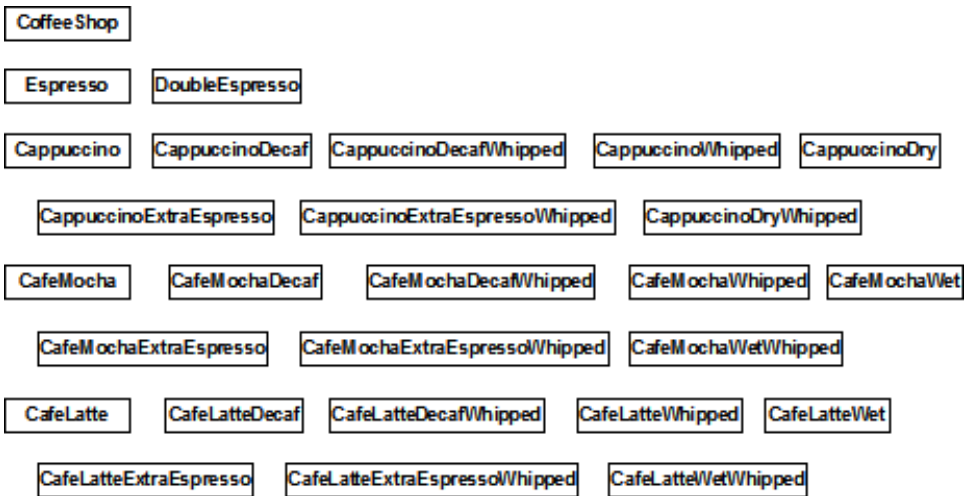 CoffeeShop
Espresso DoubleEspresso
Cappuccino CappuccinoDecaf CappuccinoDecafWhipped CappuccinoWhipped CappuccinoDry
CappuccinoExtraEspresso CappuccinoExtraEspressoWhipped CappuccinoDryWhipped
CafeMocha CafeMochaDecaf CafeMochaDecafWhipped CafeMochaWhipped CafeMochaWet
CafeMochaExtraEspresso CafeMochaExtraEspressoWhipped CafeMochaWetWhipped
CafeLatte CafeLatteDecaf CafeLatteDecafWhipped CafeLatteWhipped CafeLatteWet
CafeLatteExtraEspresso CafeLatteExtraEspressoWhipped CafeLatteWetWhipped